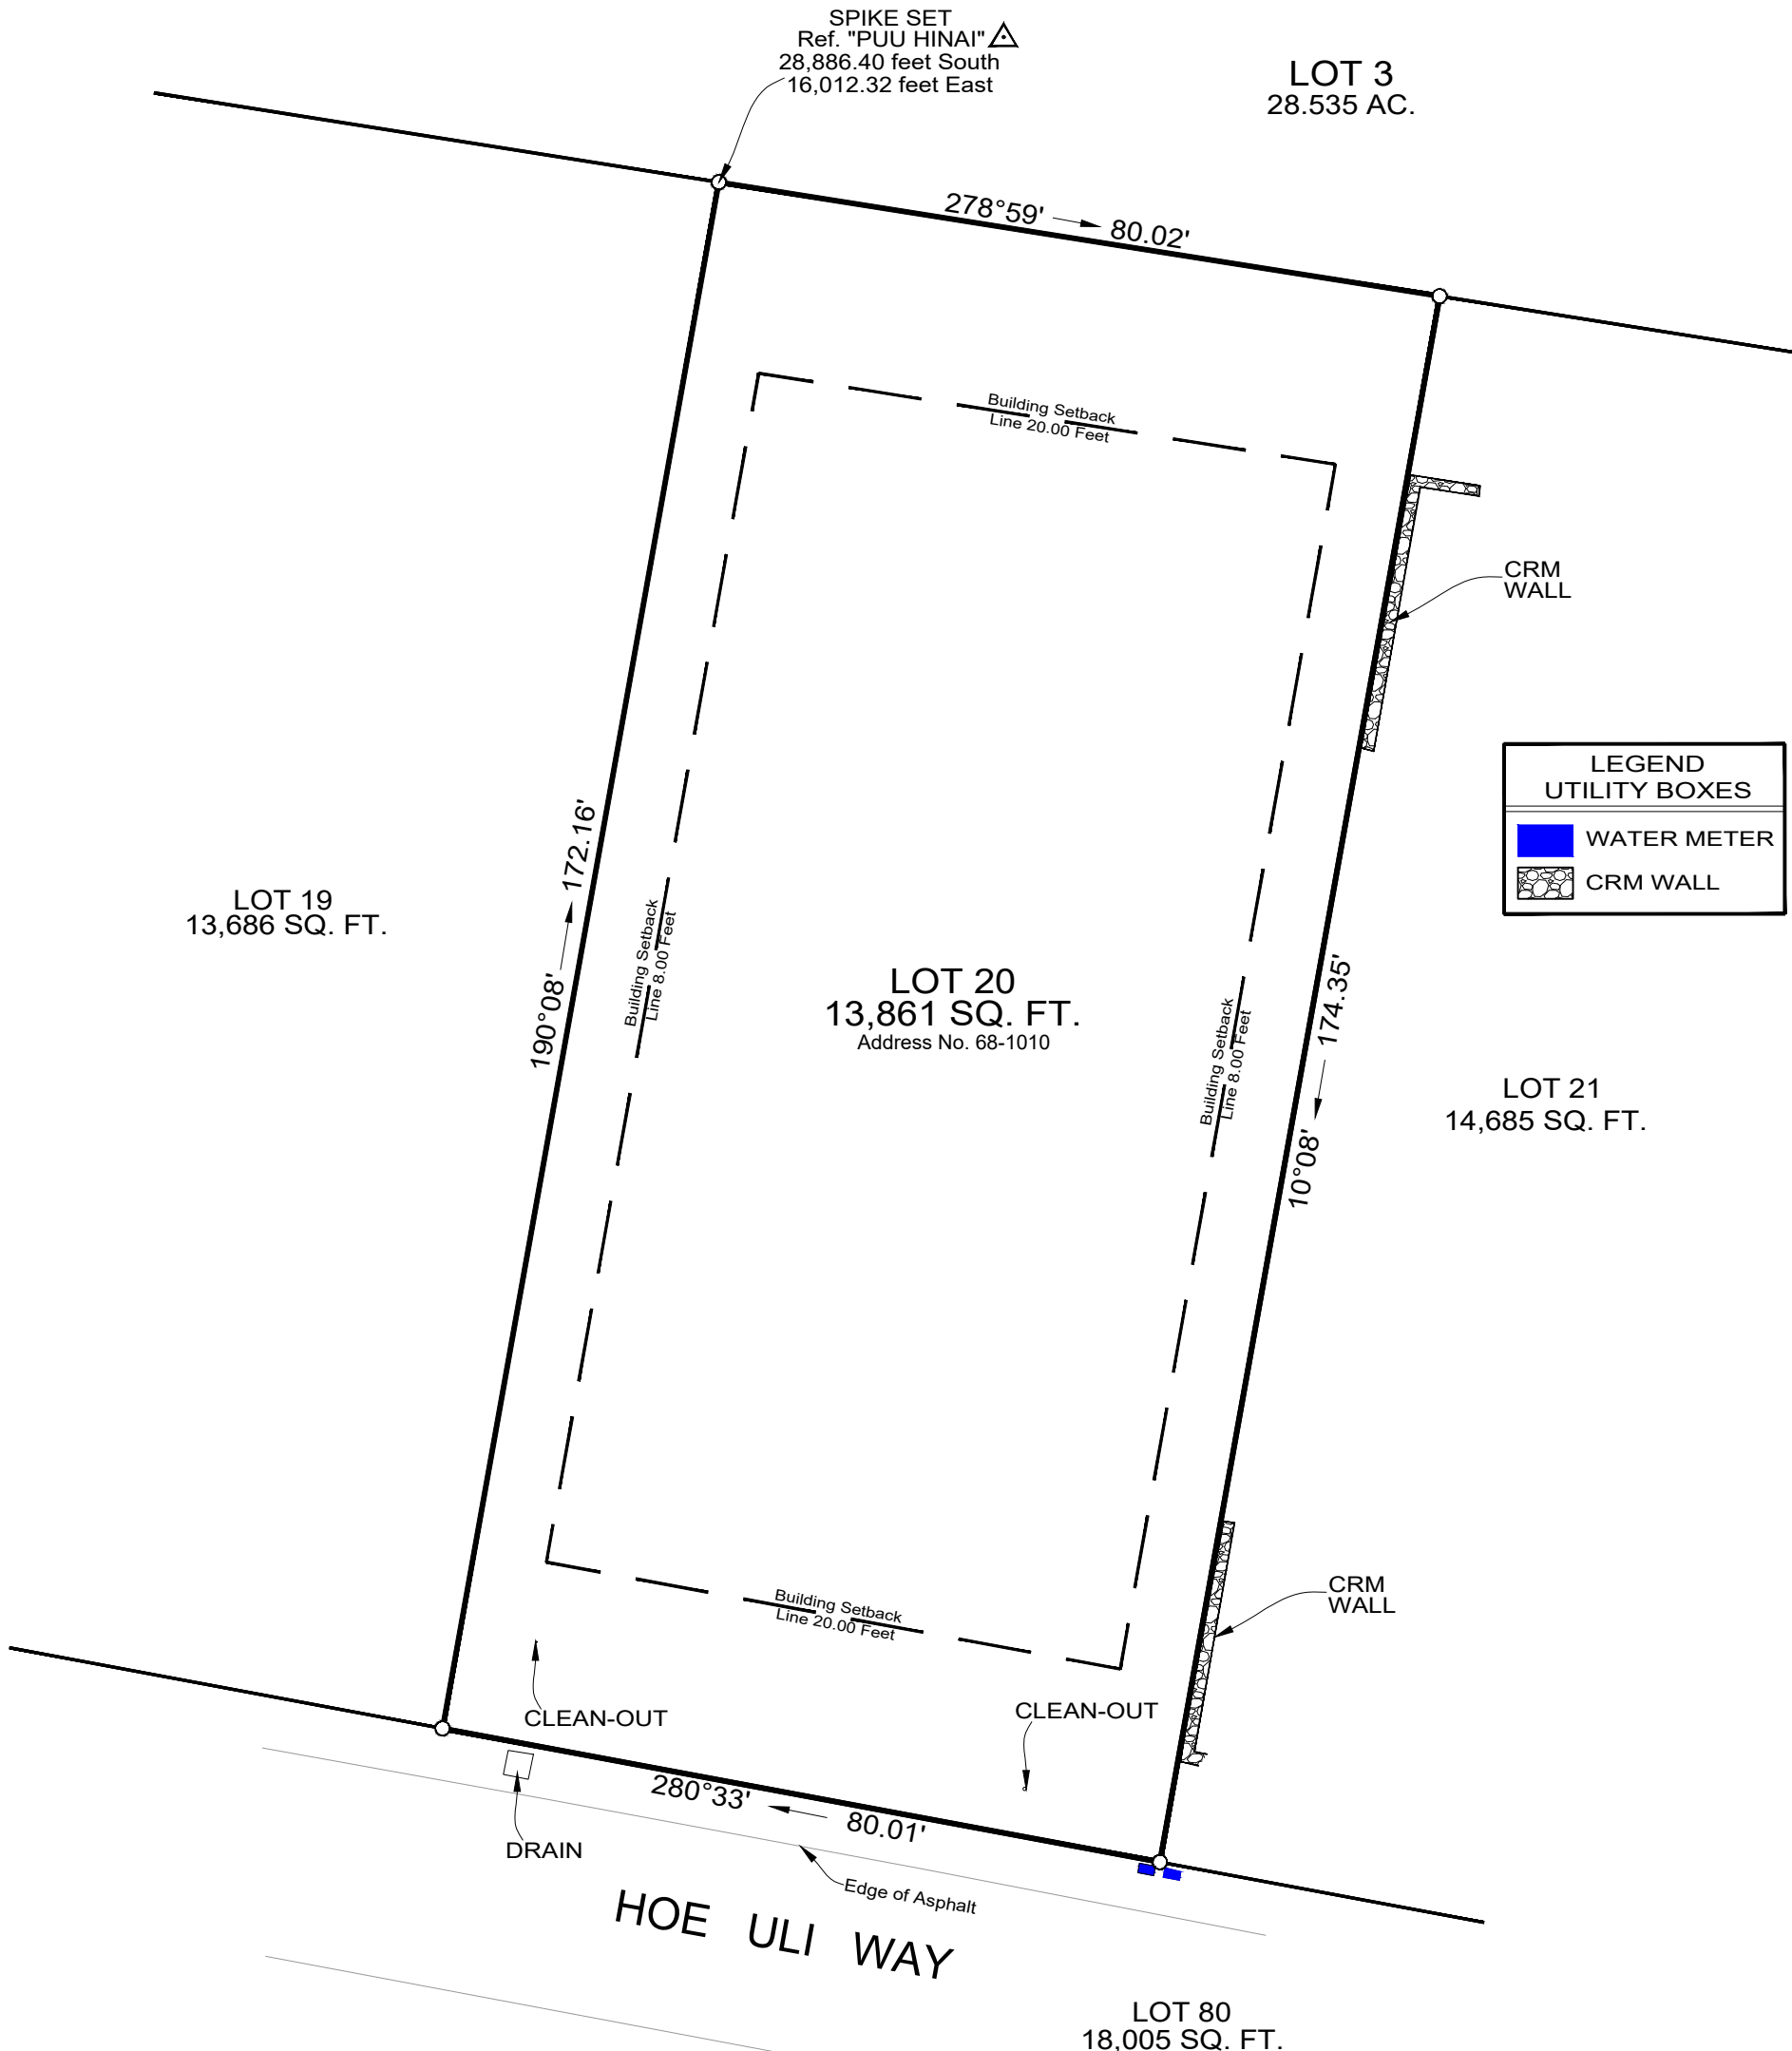 SPIKE SET
Ref. "PUU HINAI"
28,886.40 feet South
16,012.32 feet East
LOT 3
28.535 AC.
278°59' 80.02'
Building Setback
Line 20.00 Feet
CRM
WALL
LEGEND
UTILITY BOXES
WATER METER
CRM WALL
190°08' 172.16'
LOT 19
13,686 SQ. FT.
Building Setback
Line 8.00 Feet
LOT 20
13,861 SQ. FT.
Address No. 68-1010
Building Setback
Line 8.00 Feet
10°08' 174.35'
LOT 21
14,685 SQ. FT.
Building Setback
Line 20.00 Feet
CRM
WALL
CLEAN-OUT
CLEAN-OUT
280°33' 80.01'
DRAIN
Edge of Asphalt
HOE ULI WAY
LOT 80
18,005 SQ. FT.